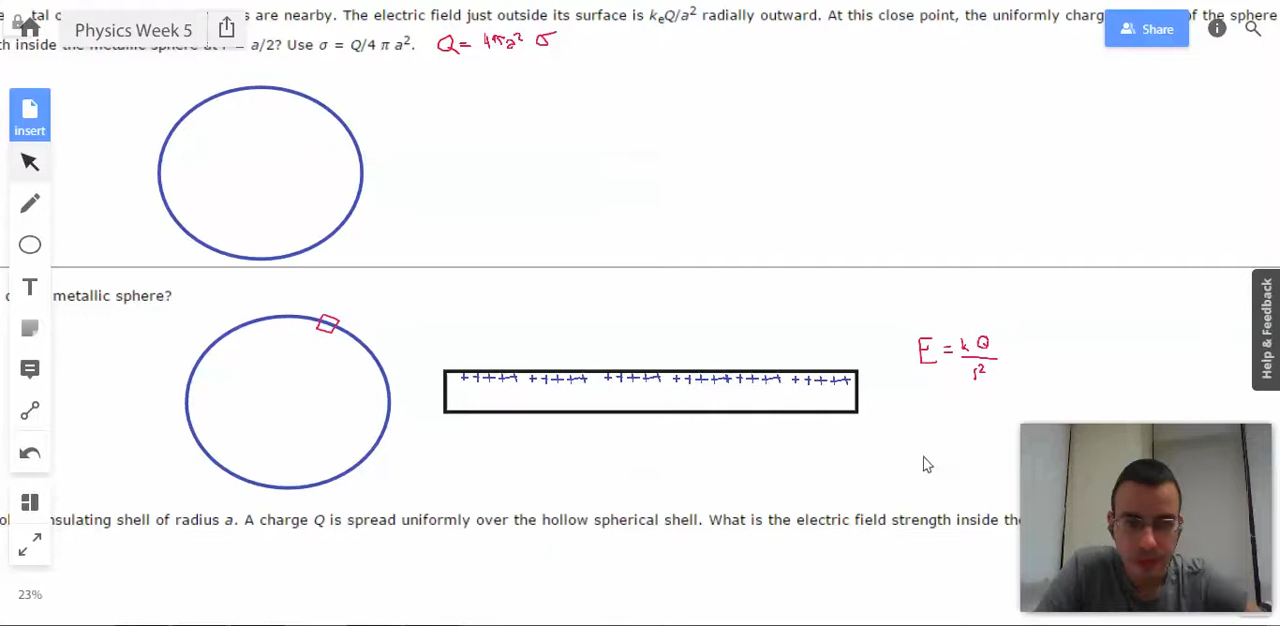 tal are nearby. The electric field just outside its surface is kₑQ/a² radially outward. At this close point, the uniformly of the sphere
Physics Week 5
Share
inside the metallic sphere at a/2? Use σ = Q/4 π a². Q= 4πa² σ
insert
metallic sphere?
T
+++++ +++++ +++++ +++++++++ +++++
E = kQ/r²
Help & Feedback
insulating shell of radius a. A charge Q is spread uniformly over the hollow spherical shell. What is the electric field strength inside
23%